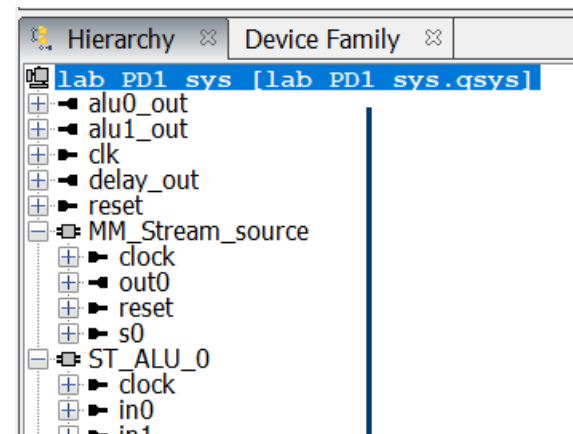 Hierarchy Device Family
lab PD1 sys [lab PD1 sys.qsys]
alu0_out
alu1_out
clk
delay_out
reset
MM_Stream_source
clock
out0
reset
s0
ST_ALU_0
clock
in0
in1